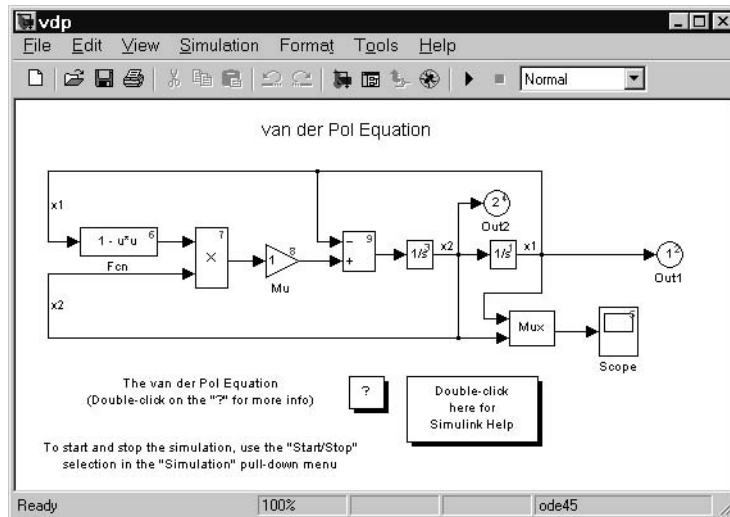 vdp
File Edit View Simulation Format Tools Help
Normal
van der Pol Equation
x1
1 - u*u 6
Fcn
7
×
1 8
Mu
9
−
+
1/s 3
x2
2 4
Out2
1/s 1
x1
1 2
Out1
x2
Mux
5
Scope
The van der Pol Equation
(Double-click on the "?" for more info)
?
Double-click
here for
Simulink Help
To start and stop the simulation, use the "Start/Stop"
selection in the "Simulation" pull-down menu
Ready 100% ode45